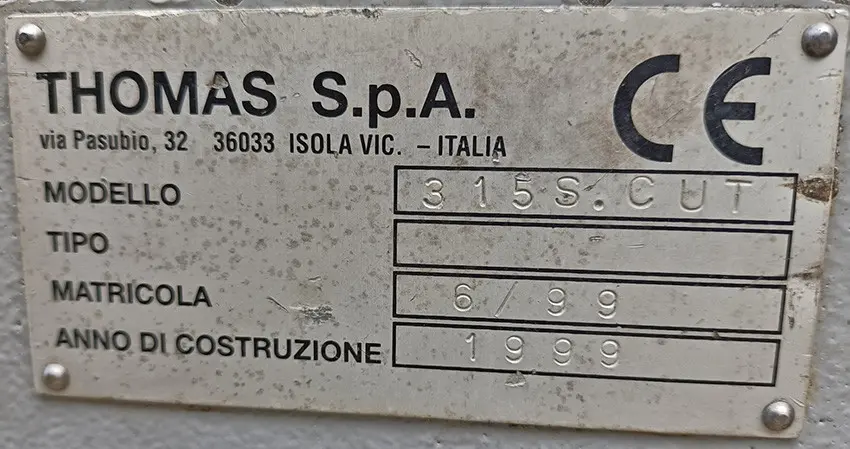 THOMAS S.p.A. CE
via Pasubio, 32 36033 ISOLA VIC. - ITALIA
MODELLO 315S.CUT
TIPO
MATRICOLA 6/99
ANNO DI COSTRUZIONE 1999